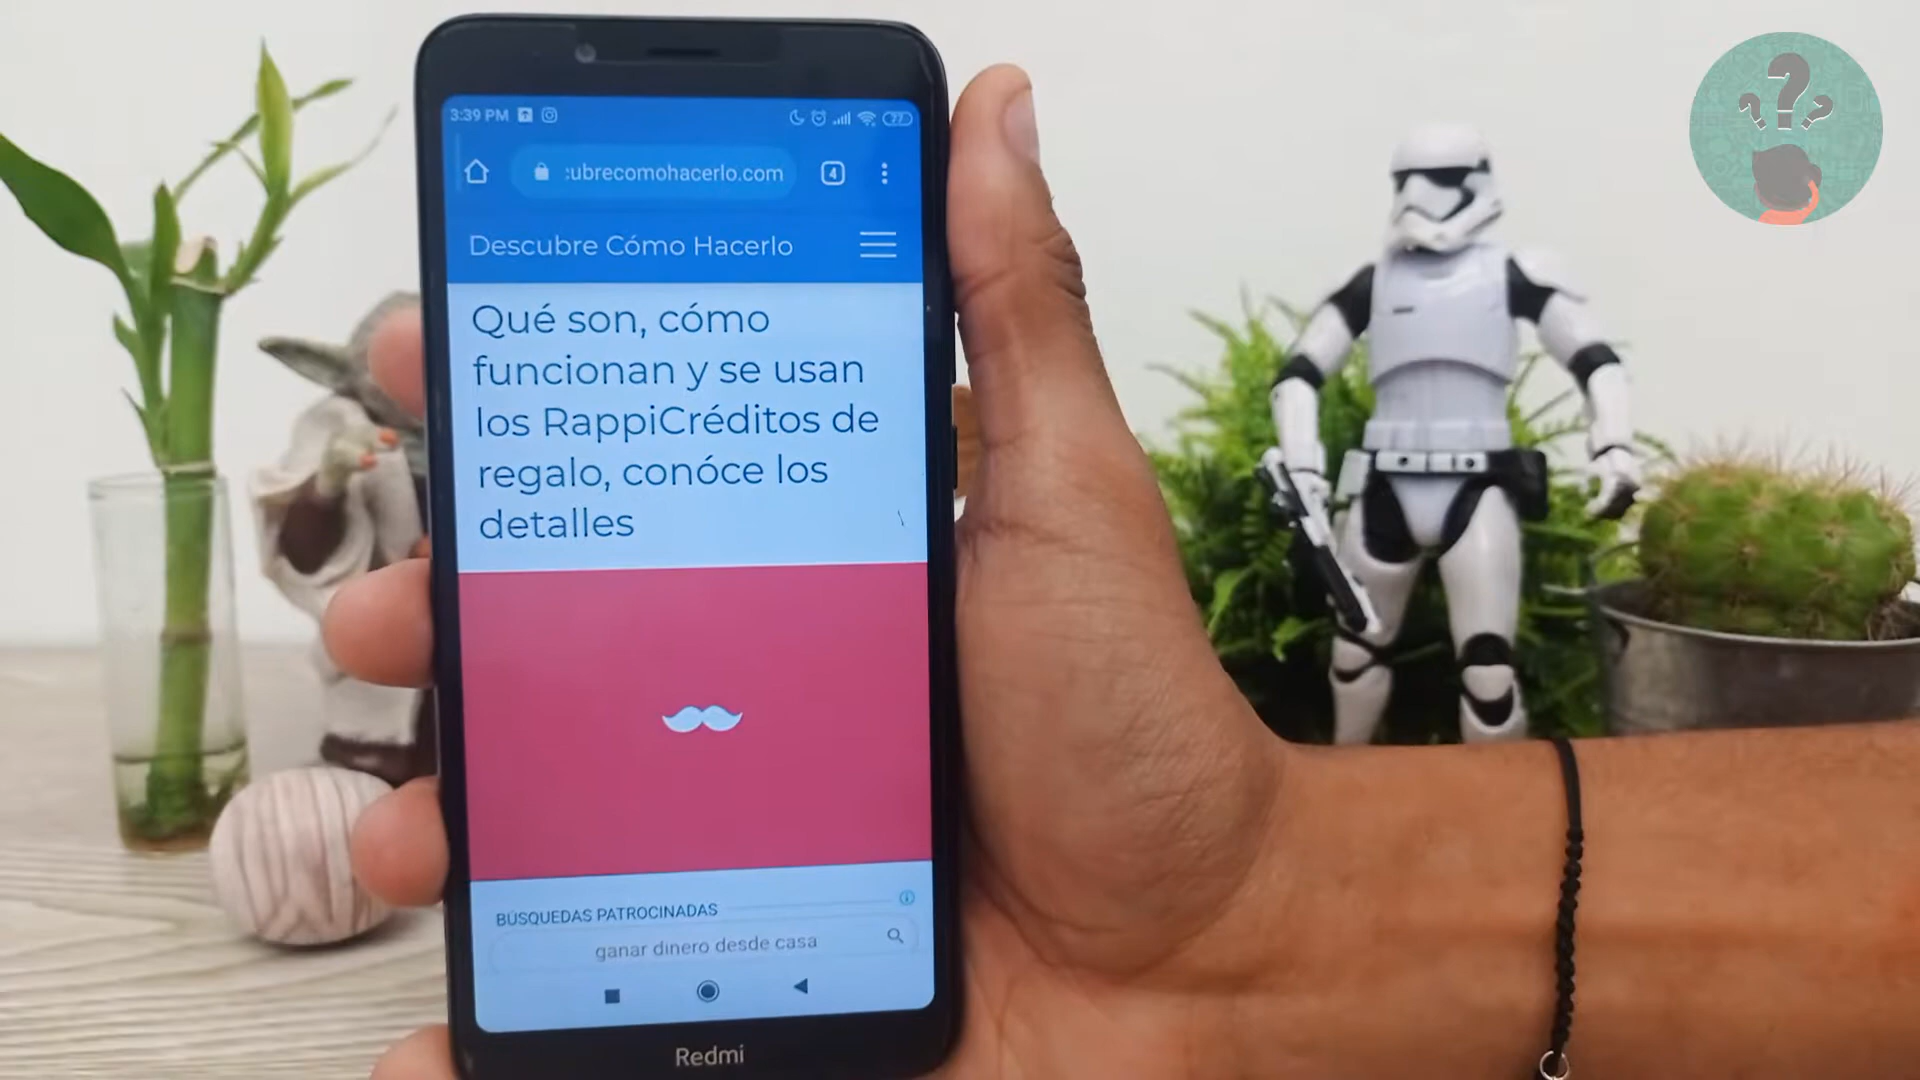 3:39 PM
77
:ubrecomohacerlo.com
4
Descubre Cómo Hacerlo
Qué son, cómo
funcionan y se usan
los RappiCréditos de
regalo, conóce los
detalles
BÚSQUEDAS PATROCINADAS
ganar dinero desde casa
Redmi